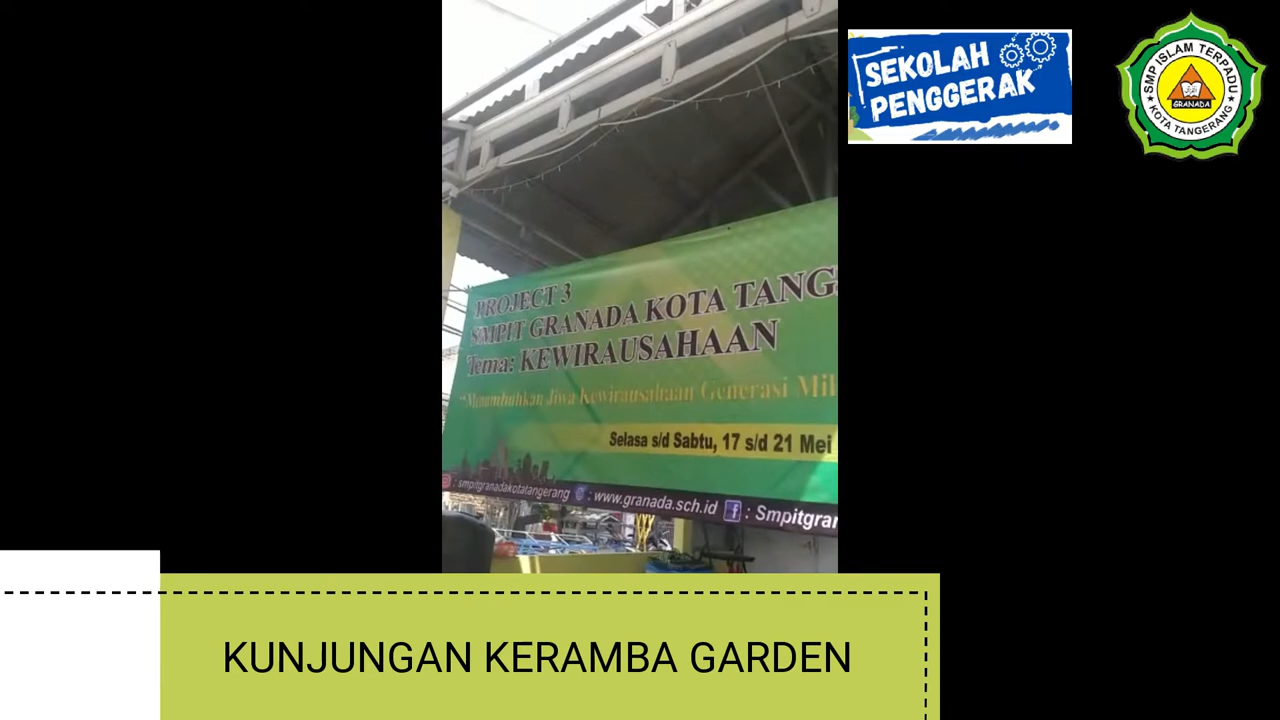 SEKOLAH
PENGGERAK
SMP ISLAM TERPADU
GRANADA
KOTA TANGERANG
PROJECT 3
SMPIT GRANADA KOTA TANG
Tema: KEWIRAUSAHAAN
"Menumbuhkan Jiwa Kewirausahaan Generasi Mil
Selasa s/d Sabtu, 17 s/d 21 Mei
: smpitgranadakotatangerang : www.granada.sch.id : Smpitgran
KUNJUNGAN KERAMBA GARDEN